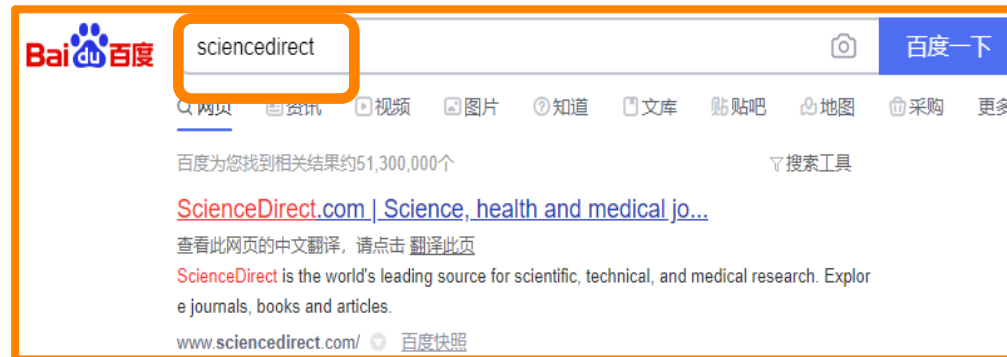 Bai du 百度 sciencedirect 百度一下
网页 资讯 视频 图片 知道 文库 贴吧 地图 采购 更多
百度为您找到相关结果约51,300,000个 搜索工具
ScienceDirect.com | Science, health and medical jo...
查看此网页的中文翻译，请点击 翻译此页
ScienceDirect is the world's leading source for scientific, technical, and medical research. Explor
e journals, books and articles.
www.sciencedirect.com/ 百度快照